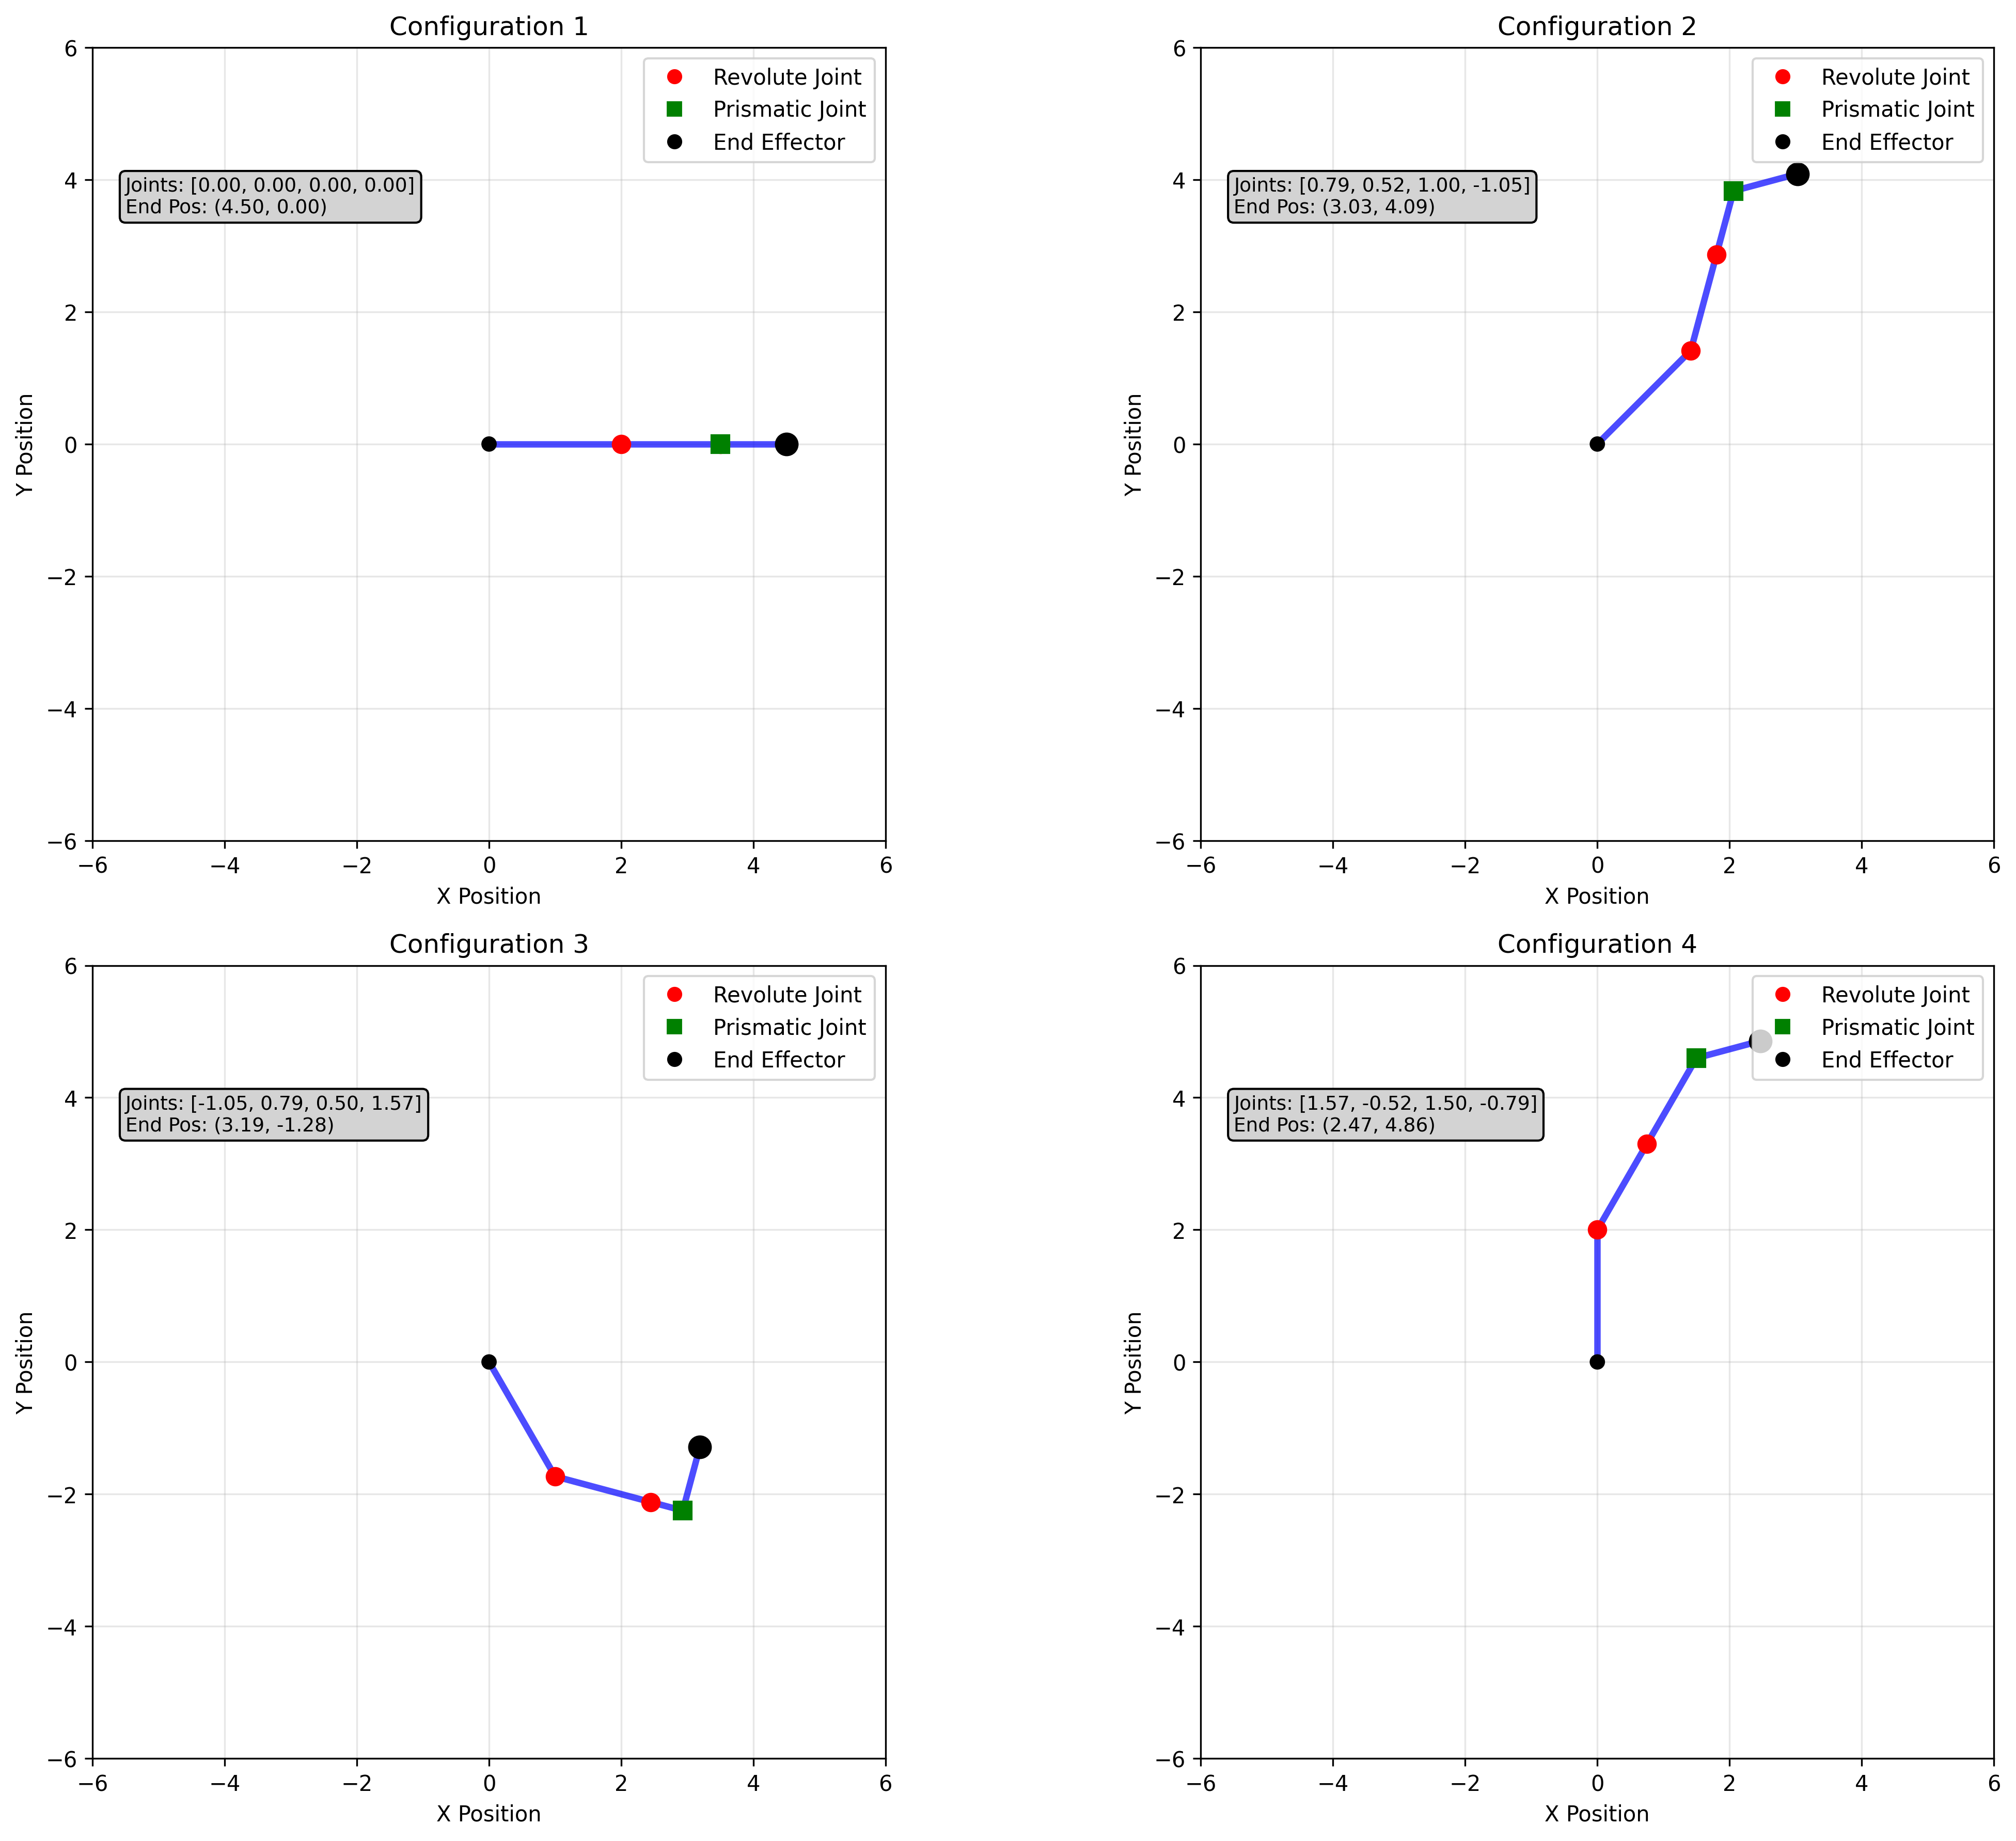 Configuration 1
6
4
2
0
−2
−4
−6
Y Position
−6
−4
−2
0
2
4
6
X Position
Revolute Joint
Prismatic Joint
End Effector
Joints: [0.00, 0.00, 0.00, 0.00]
End Pos: (4.50, 0.00)
Configuration 2
6
4
2
0
−2
−4
−6
Y Position
−6
−4
−2
0
2
4
6
X Position
Revolute Joint
Prismatic Joint
End Effector
Joints: [0.79, 0.52, 1.00, -1.05]
End Pos: (3.03, 4.09)
Configuration 3
6
4
2
0
−2
−4
−6
Y Position
−6
−4
−2
0
2
4
6
X Position
Revolute Joint
Prismatic Joint
End Effector
Joints: [-1.05, 0.79, 0.50, 1.57]
End Pos: (3.19, -1.28)
Configuration 4
6
4
2
0
−2
−4
−6
Y Position
−6
−4
−2
0
2
4
6
X Position
Revolute Joint
Prismatic Joint
End Effector
Joints: [1.57, -0.52, 1.50, -0.79]
End Pos: (2.47, 4.86)